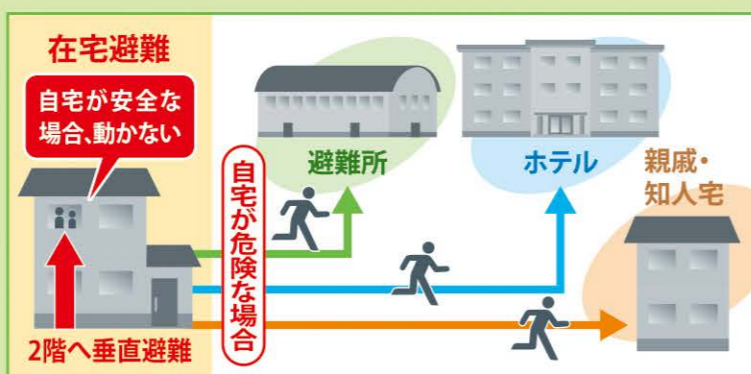 在宅避難
自宅が安全な
場合、動かない
2階へ垂直避難
自宅が危険な場合
避難所
ホテル
親戚・
知人宅